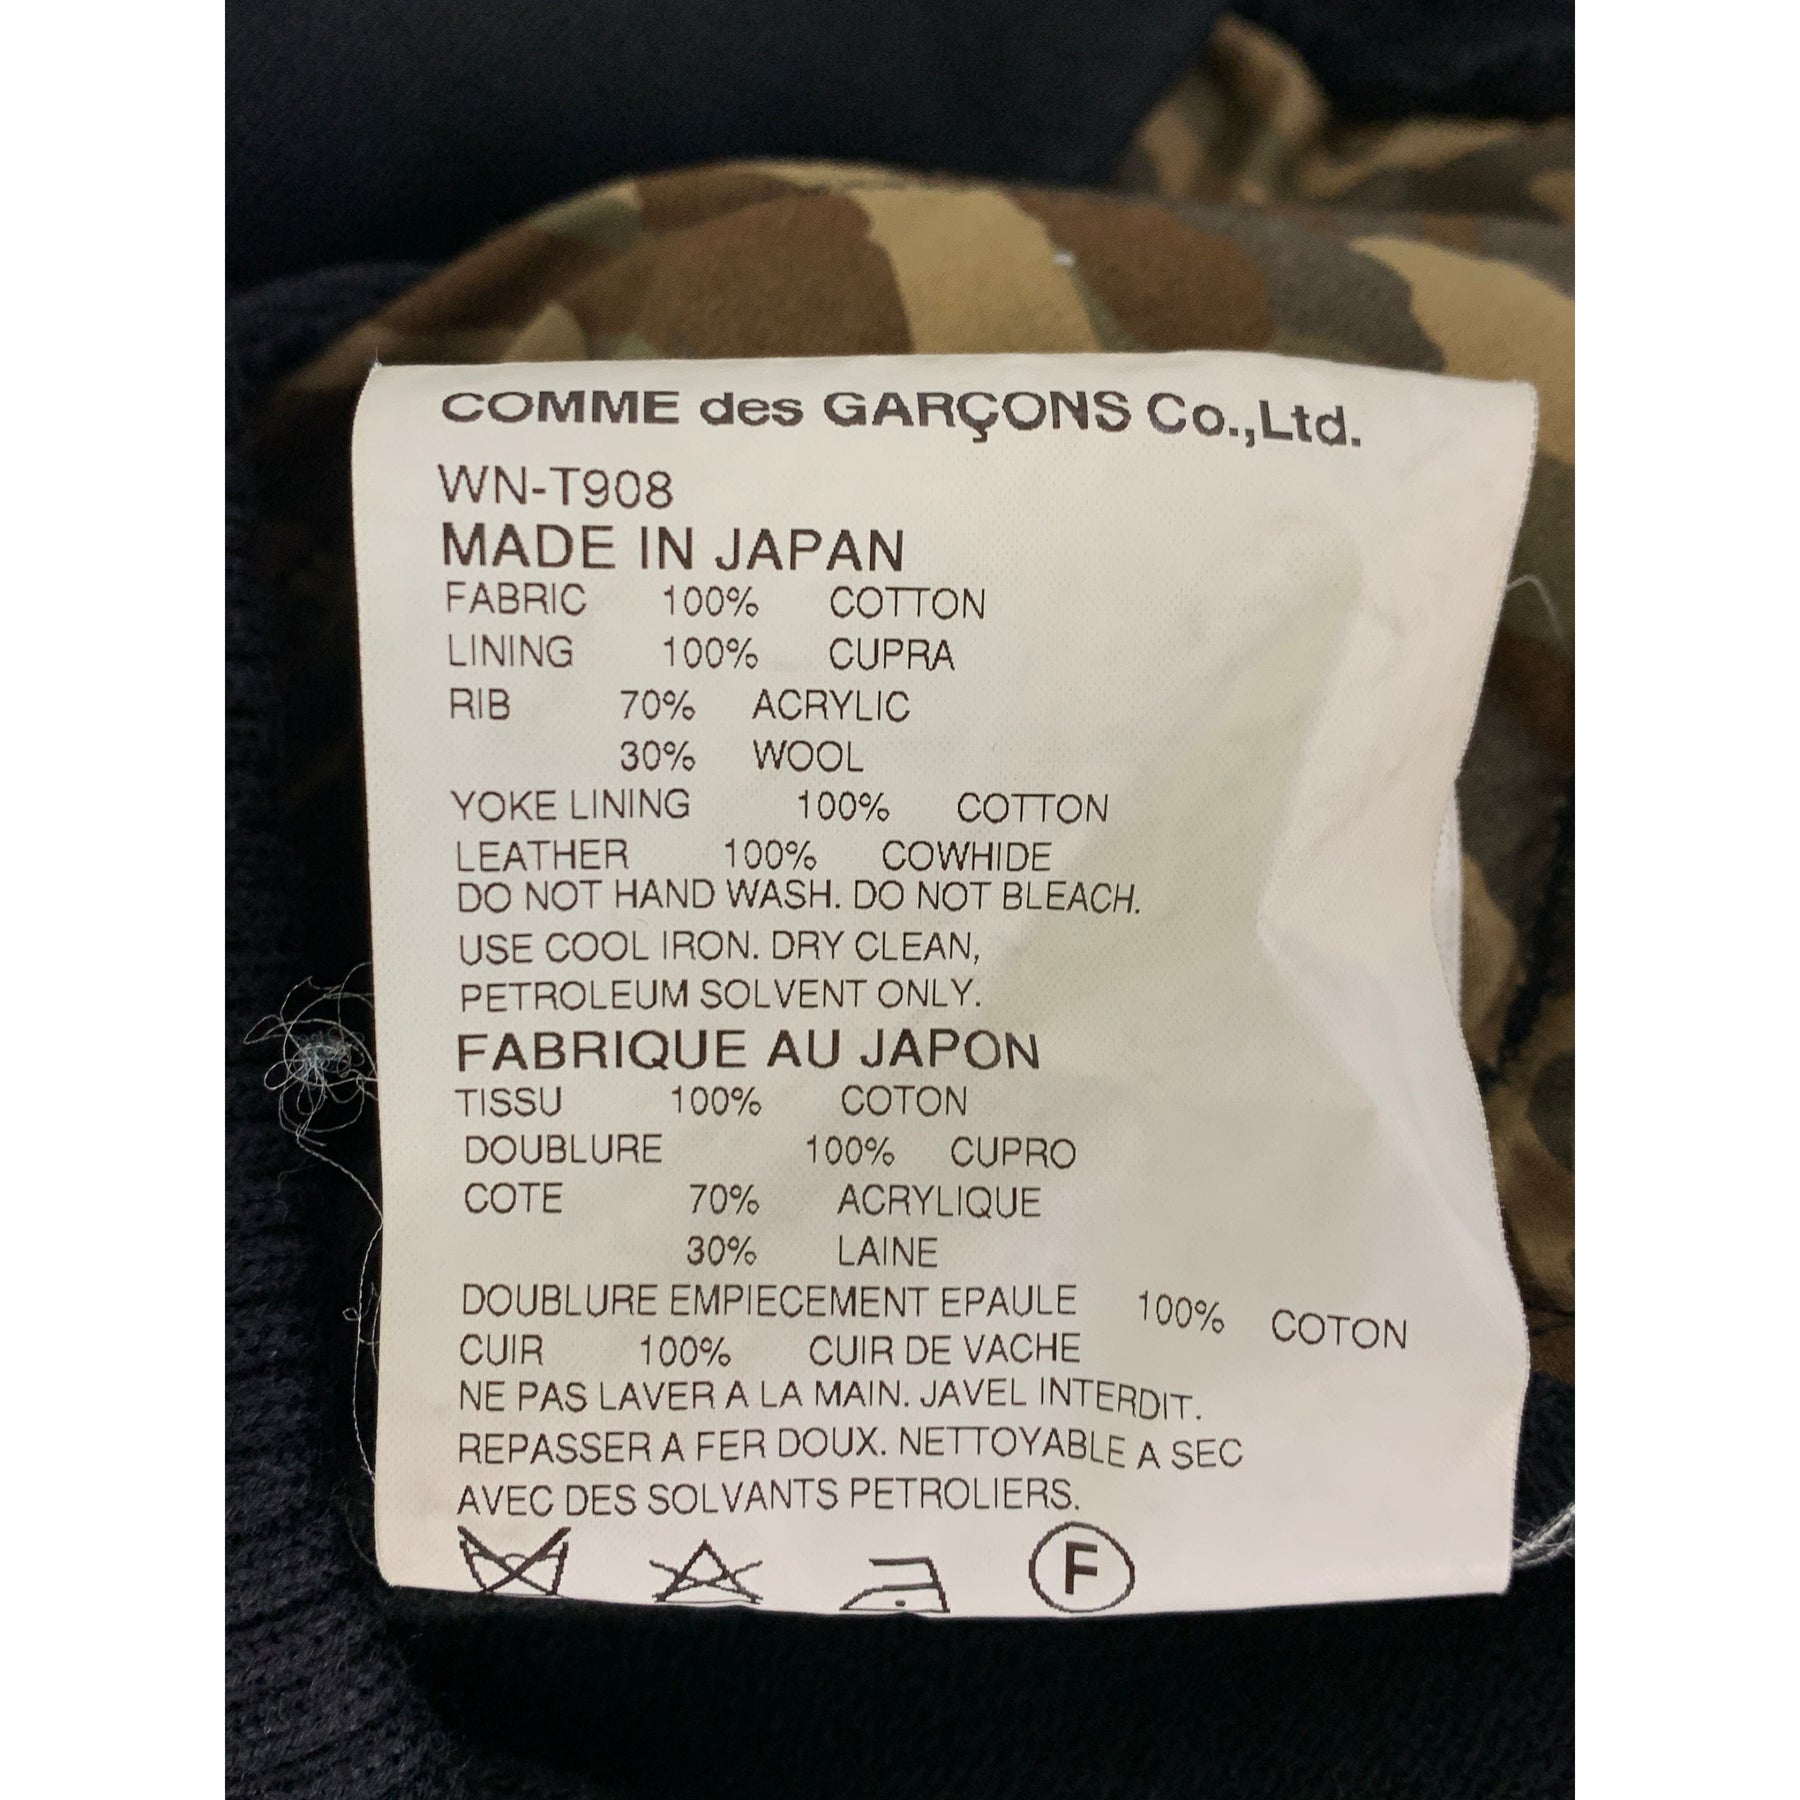 COMME des GARÇONS Co.,Ltd.
WN-T908
MADE IN JAPAN
FABRIC 100% COTTON
LINING 100% CUPRA
RIB 70% ACRYLIC
30% WOOL
YOKE LINING 100% COTTON
LEATHER 100% COWHIDE
DO NOT HAND WASH. DO NOT BLEACH.
USE COOL IRON. DRY CLEAN,
PETROLEUM SOLVENT ONLY.
FABRIQUE AU JAPON
TISSU 100% COTON
DOUBLURE 100% CUPRO
COTE 70% ACRYLIQUE
30% LAINE
DOUBLURE EMPIECEMENT EPAULE 100% COTON
CUIR 100% CUIR DE VACHE
NE PAS LAVER A LA MAIN. JAVEL INTERDIT.
REPASSER A FER DOUX. NETTOYABLE A SEC
AVEC DES SOLVANTS PETROLIERS.
F